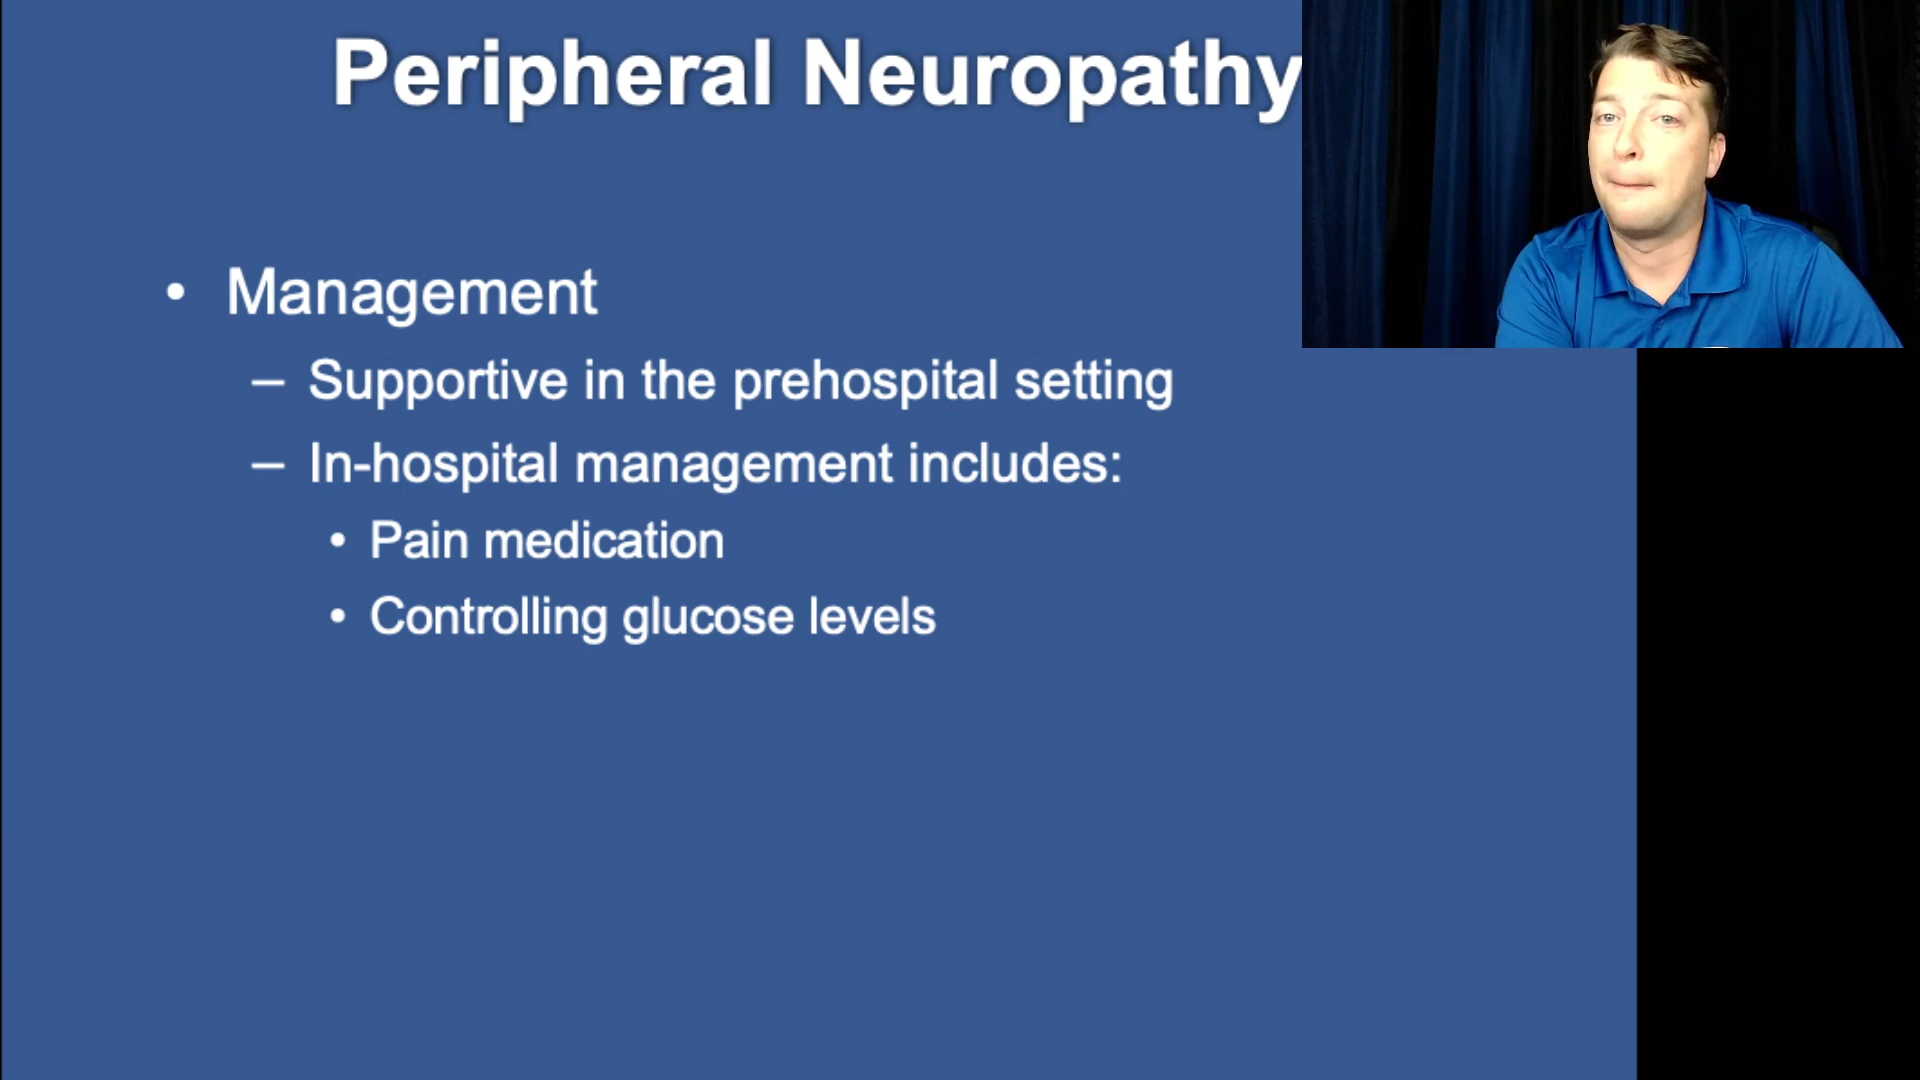 Peripheral Neuropathy
• Management
– Supportive in the prehospital setting
– In-hospital management includes:
• Pain medication
• Controlling glucose levels